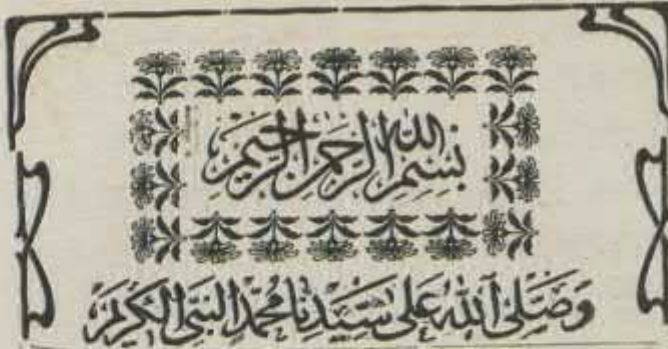 بسم الله الرحمن الرحيم
وصلى الله على سيدنا محمد النبي الكريم